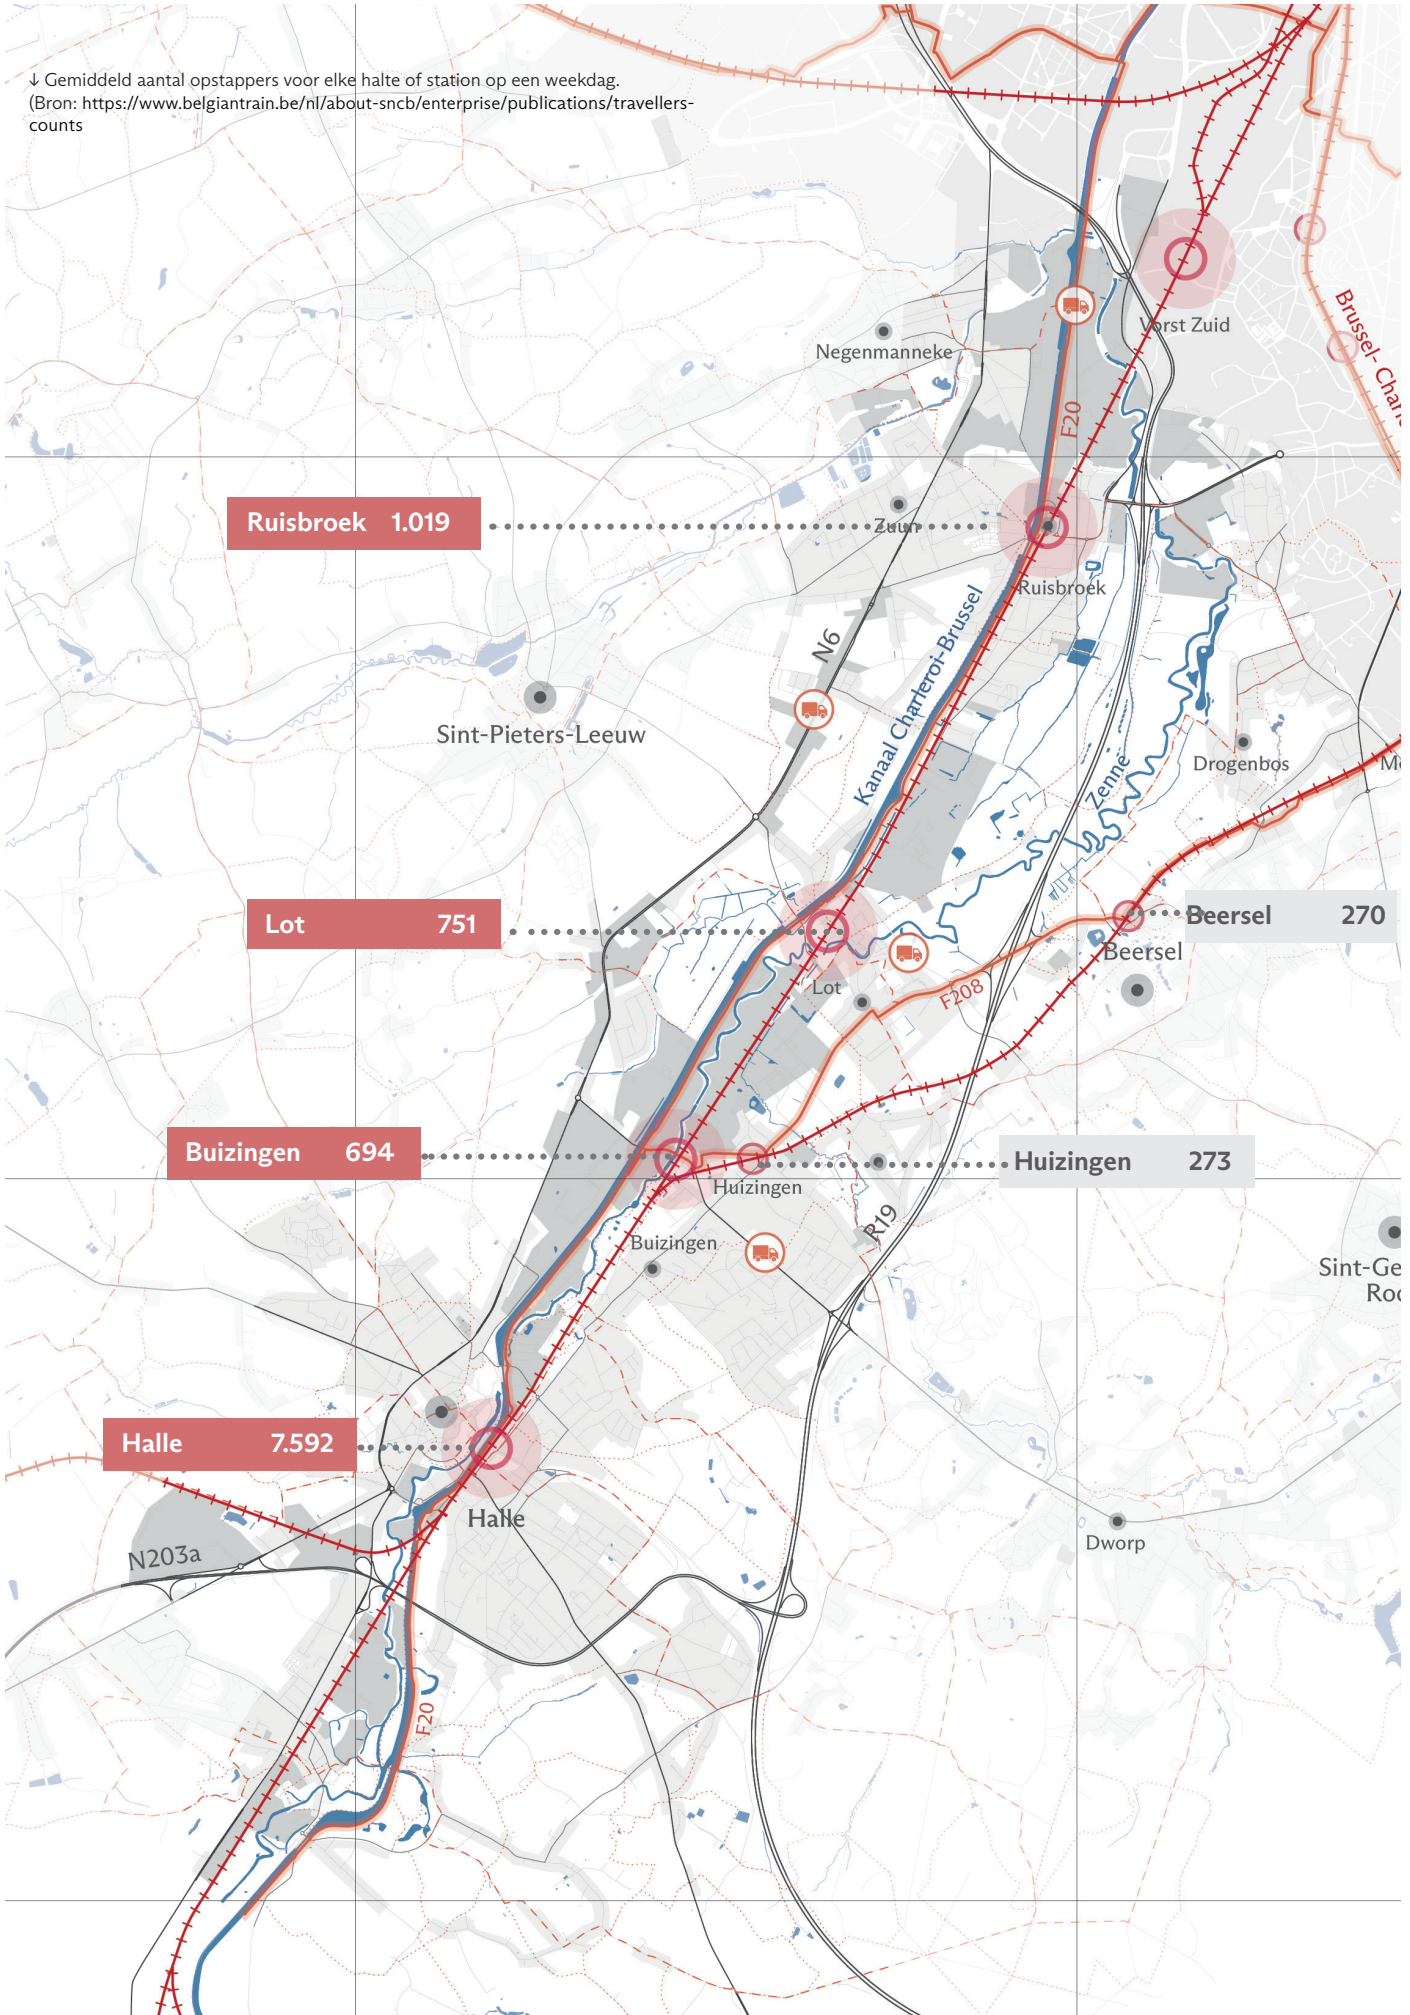 ↓ Gemiddeld aantal opstappers voor elke halte of station op een weekdag.
(Bron: https://www.belgiantrain.be/nl/about-sncb/enterprise/publications/travellers-
counts
Vorst Zuid
Brussel-
Negenmanneke
F20
Ruisbroek 1.019
Zuun
Ruisbroek
N6
Kanaal Charleroi-Brussel
Sint-Pieters-Leeuw
Zenne
Drogenbos
Lot 751
Beersel 270
Beersel
Lot
F208
Buizingen 694
Huizingen 273
Huizingen
R19
Buizingen
Halle 7.592
Halle
Dworp
N203a
F20